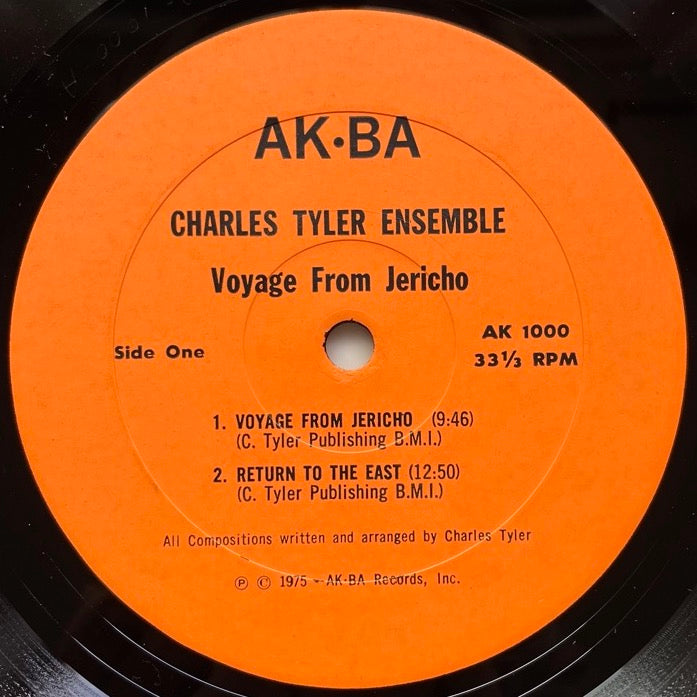 AK•BA
CHARLES TYLER ENSEMBLE
Voyage From Jericho
Side One
AK 1000
33⅓ RPM
1. VOYAGE FROM JERICHO (9:46)
(C. Tyler Publishing B.M.I.)
2. RETURN TO THE EAST (12:50)
(C. Tyler Publishing B.M.I.)
All Compositions written and arranged by Charles Tyler
℗ © 1975 - AK•BA Records, Inc.